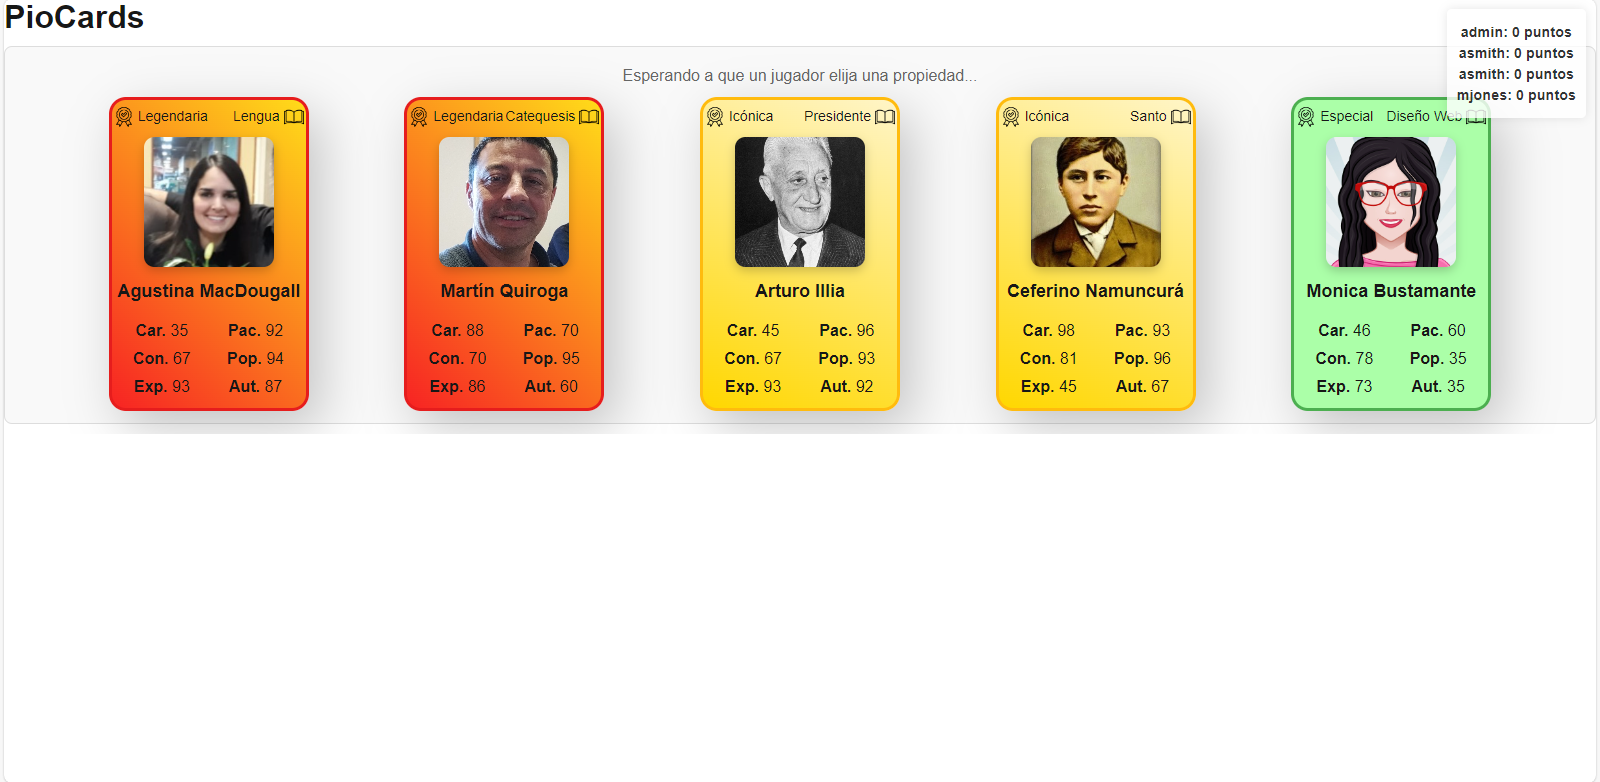 PioCards
admin: 0 puntos
asmith: 0 puntos
asmith: 0 puntos
mjones: 0 puntos
Esperando a que un jugador elija una propiedad...
Legendaria Lengua
Agustina MacDougall
Car. 35 Pac. 92
Con. 67 Pop. 94
Exp. 93 Aut. 87
Legendaria Catequesis
Martín Quiroga
Car. 88 Pac. 70
Con. 70 Pop. 95
Exp. 86 Aut. 60
Icónica Presidente
Arturo Illia
Car. 45 Pac. 96
Con. 67 Pop. 93
Exp. 93 Aut. 92
Icónica Santo
Ceferino Namuncurá
Car. 98 Pac. 93
Con. 81 Pop. 96
Exp. 45 Aut. 67
Especial Diseño Web
Monica Bustamante
Car. 46 Pac. 60
Con. 78 Pop. 35
Exp. 73 Aut. 35